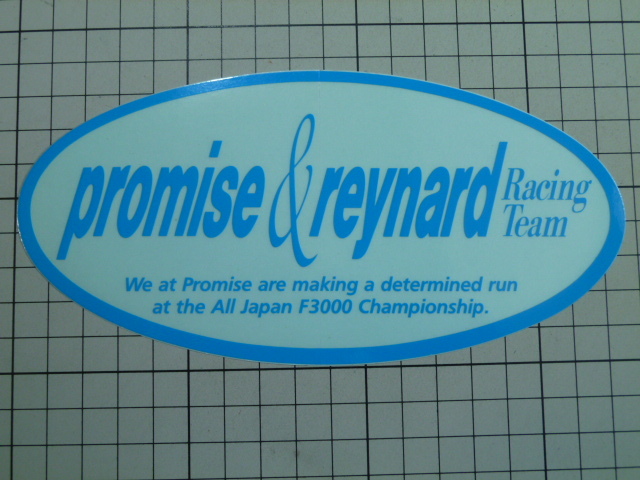 promise & reynard Racing Team
We at Promise are making a determined run
at the All Japan F3000 Championship.